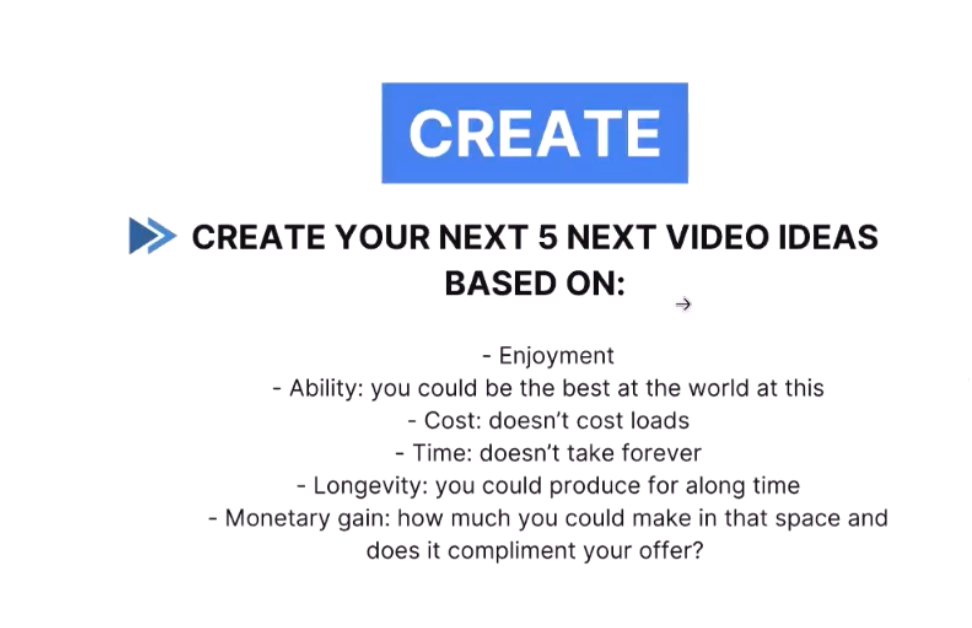 CREATE
CREATE YOUR NEXT 5 NEXT VIDEO IDEAS
BASED ON:
- Enjoyment
- Ability: you could be the best at the world at this
- Cost: doesn’t cost loads
- Time: doesn’t take forever
- Longevity: you could produce for along time
- Monetary gain: how much you could make in that space and
does it compliment your offer?